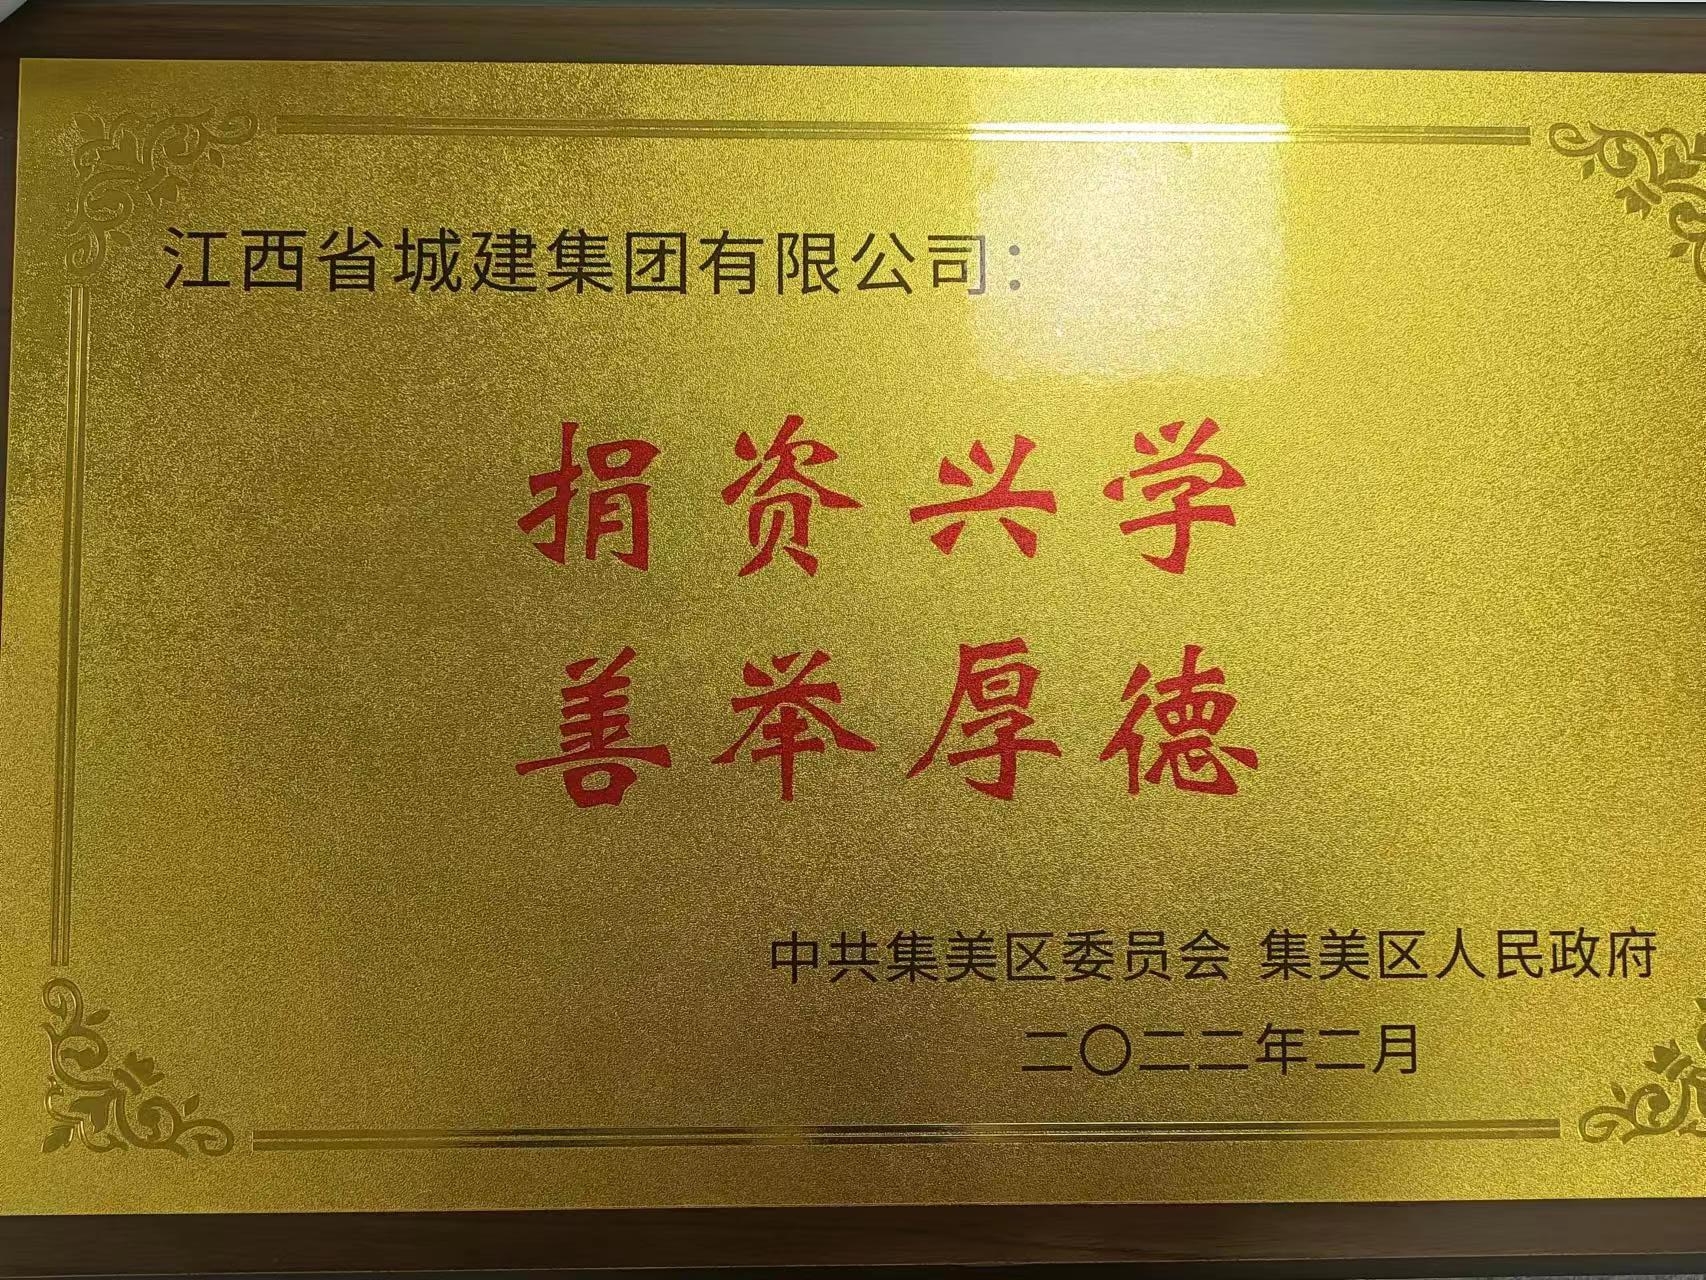 江西省城建集团有限公司：
捐资兴学
善举厚德
中共集美区委员会 集美区人民政府
二〇二二年二月